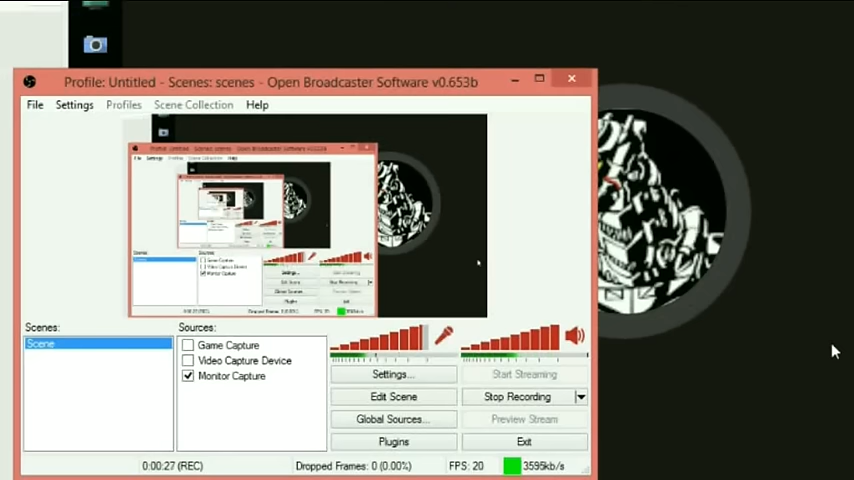 Profile: Untitled - Scenes: scenes - Open Broadcaster Software v0.653b
File Settings Profiles Scene Collection Help
Scenes:
Sources:
Scene
Game Capture
Video Capture Device
Monitor Capture
Settings...
Start Streaming
Edit Scene
Stop Recording
Global Sources...
Preview Stream
Plugins
Exit
0:00:27 (REC)
Dropped Frames: 0 (0.00%)
FPS: 20
3595kb/s